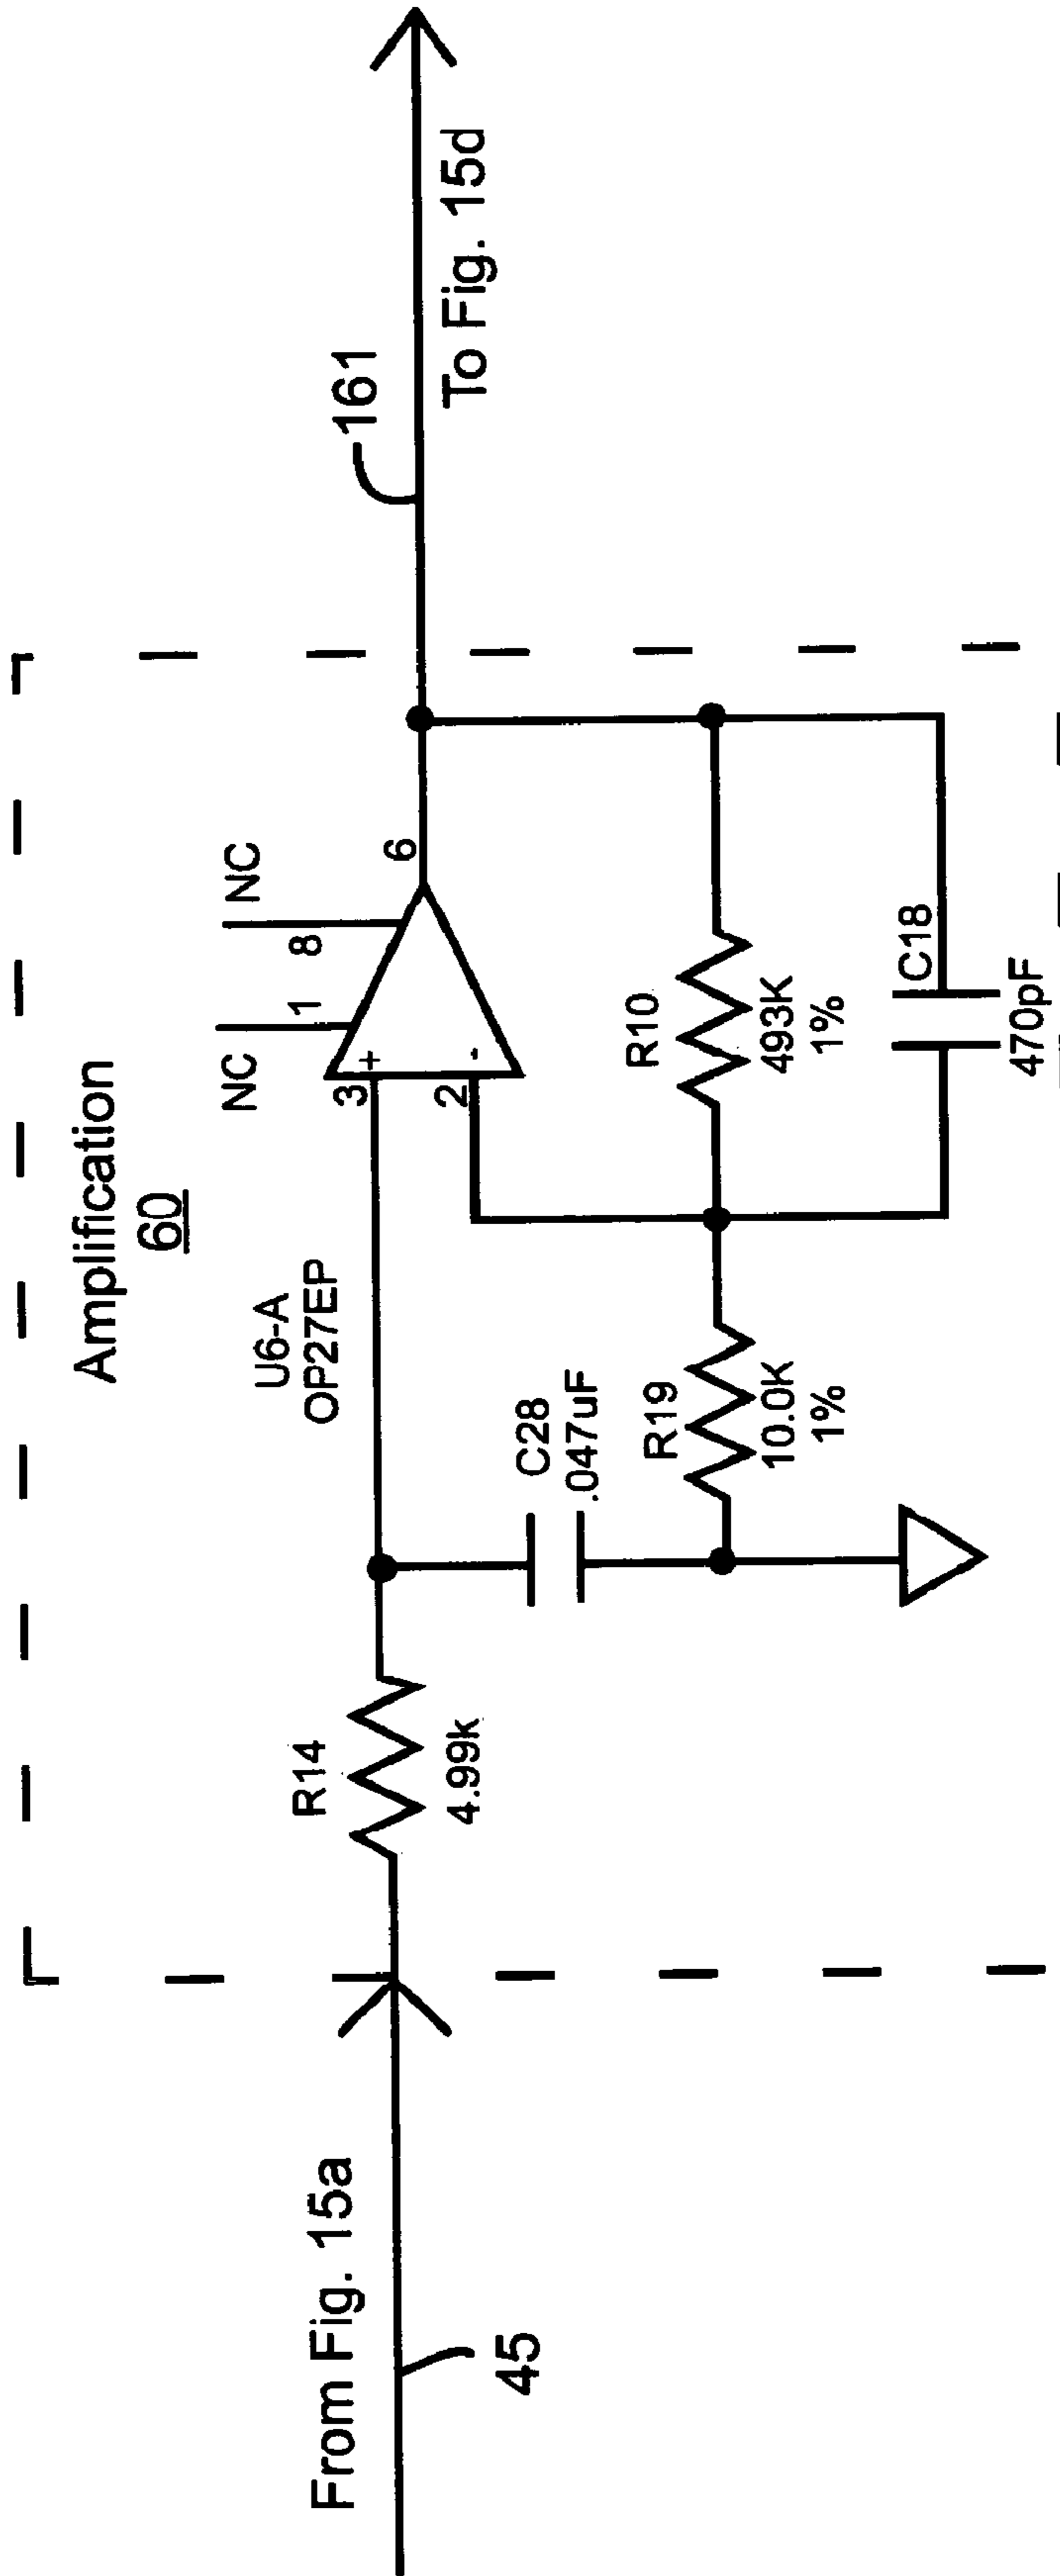 Amplification
60
From Fig. 15a
45
R14
4.99k
U6-A
OP27EP
C28
.047uF
NC
1
NC
8
3
+
2
-
6
R19
10.0K
1%
R10
493K
1%
C18
470pF
161
To Fig. 15d